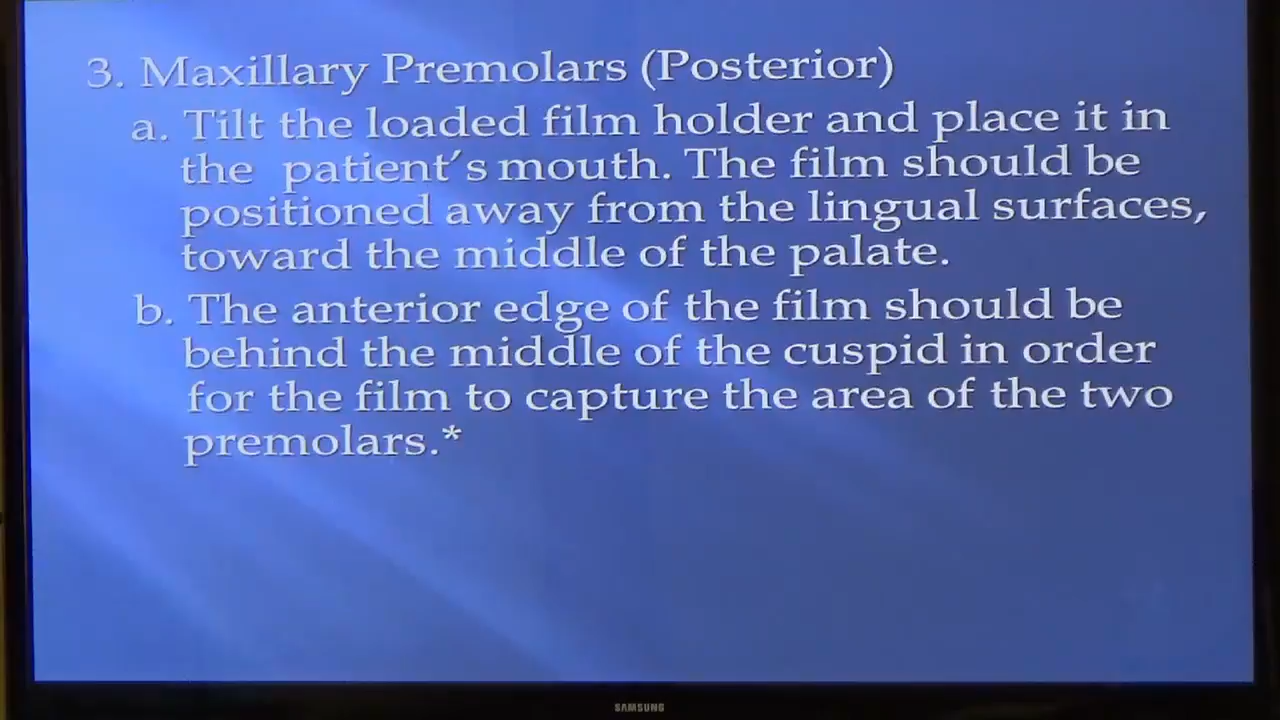 3. Maxillary Premolars (Posterior)
a. Tilt the loaded film holder and place it in
the patient's mouth. The film should be
positioned away from the lingual surfaces,
toward the middle of the palate.
b. The anterior edge of the film should be
behind the middle of the cuspid in order
for the film to capture the area of the two
premolars.*
SAMSUNG